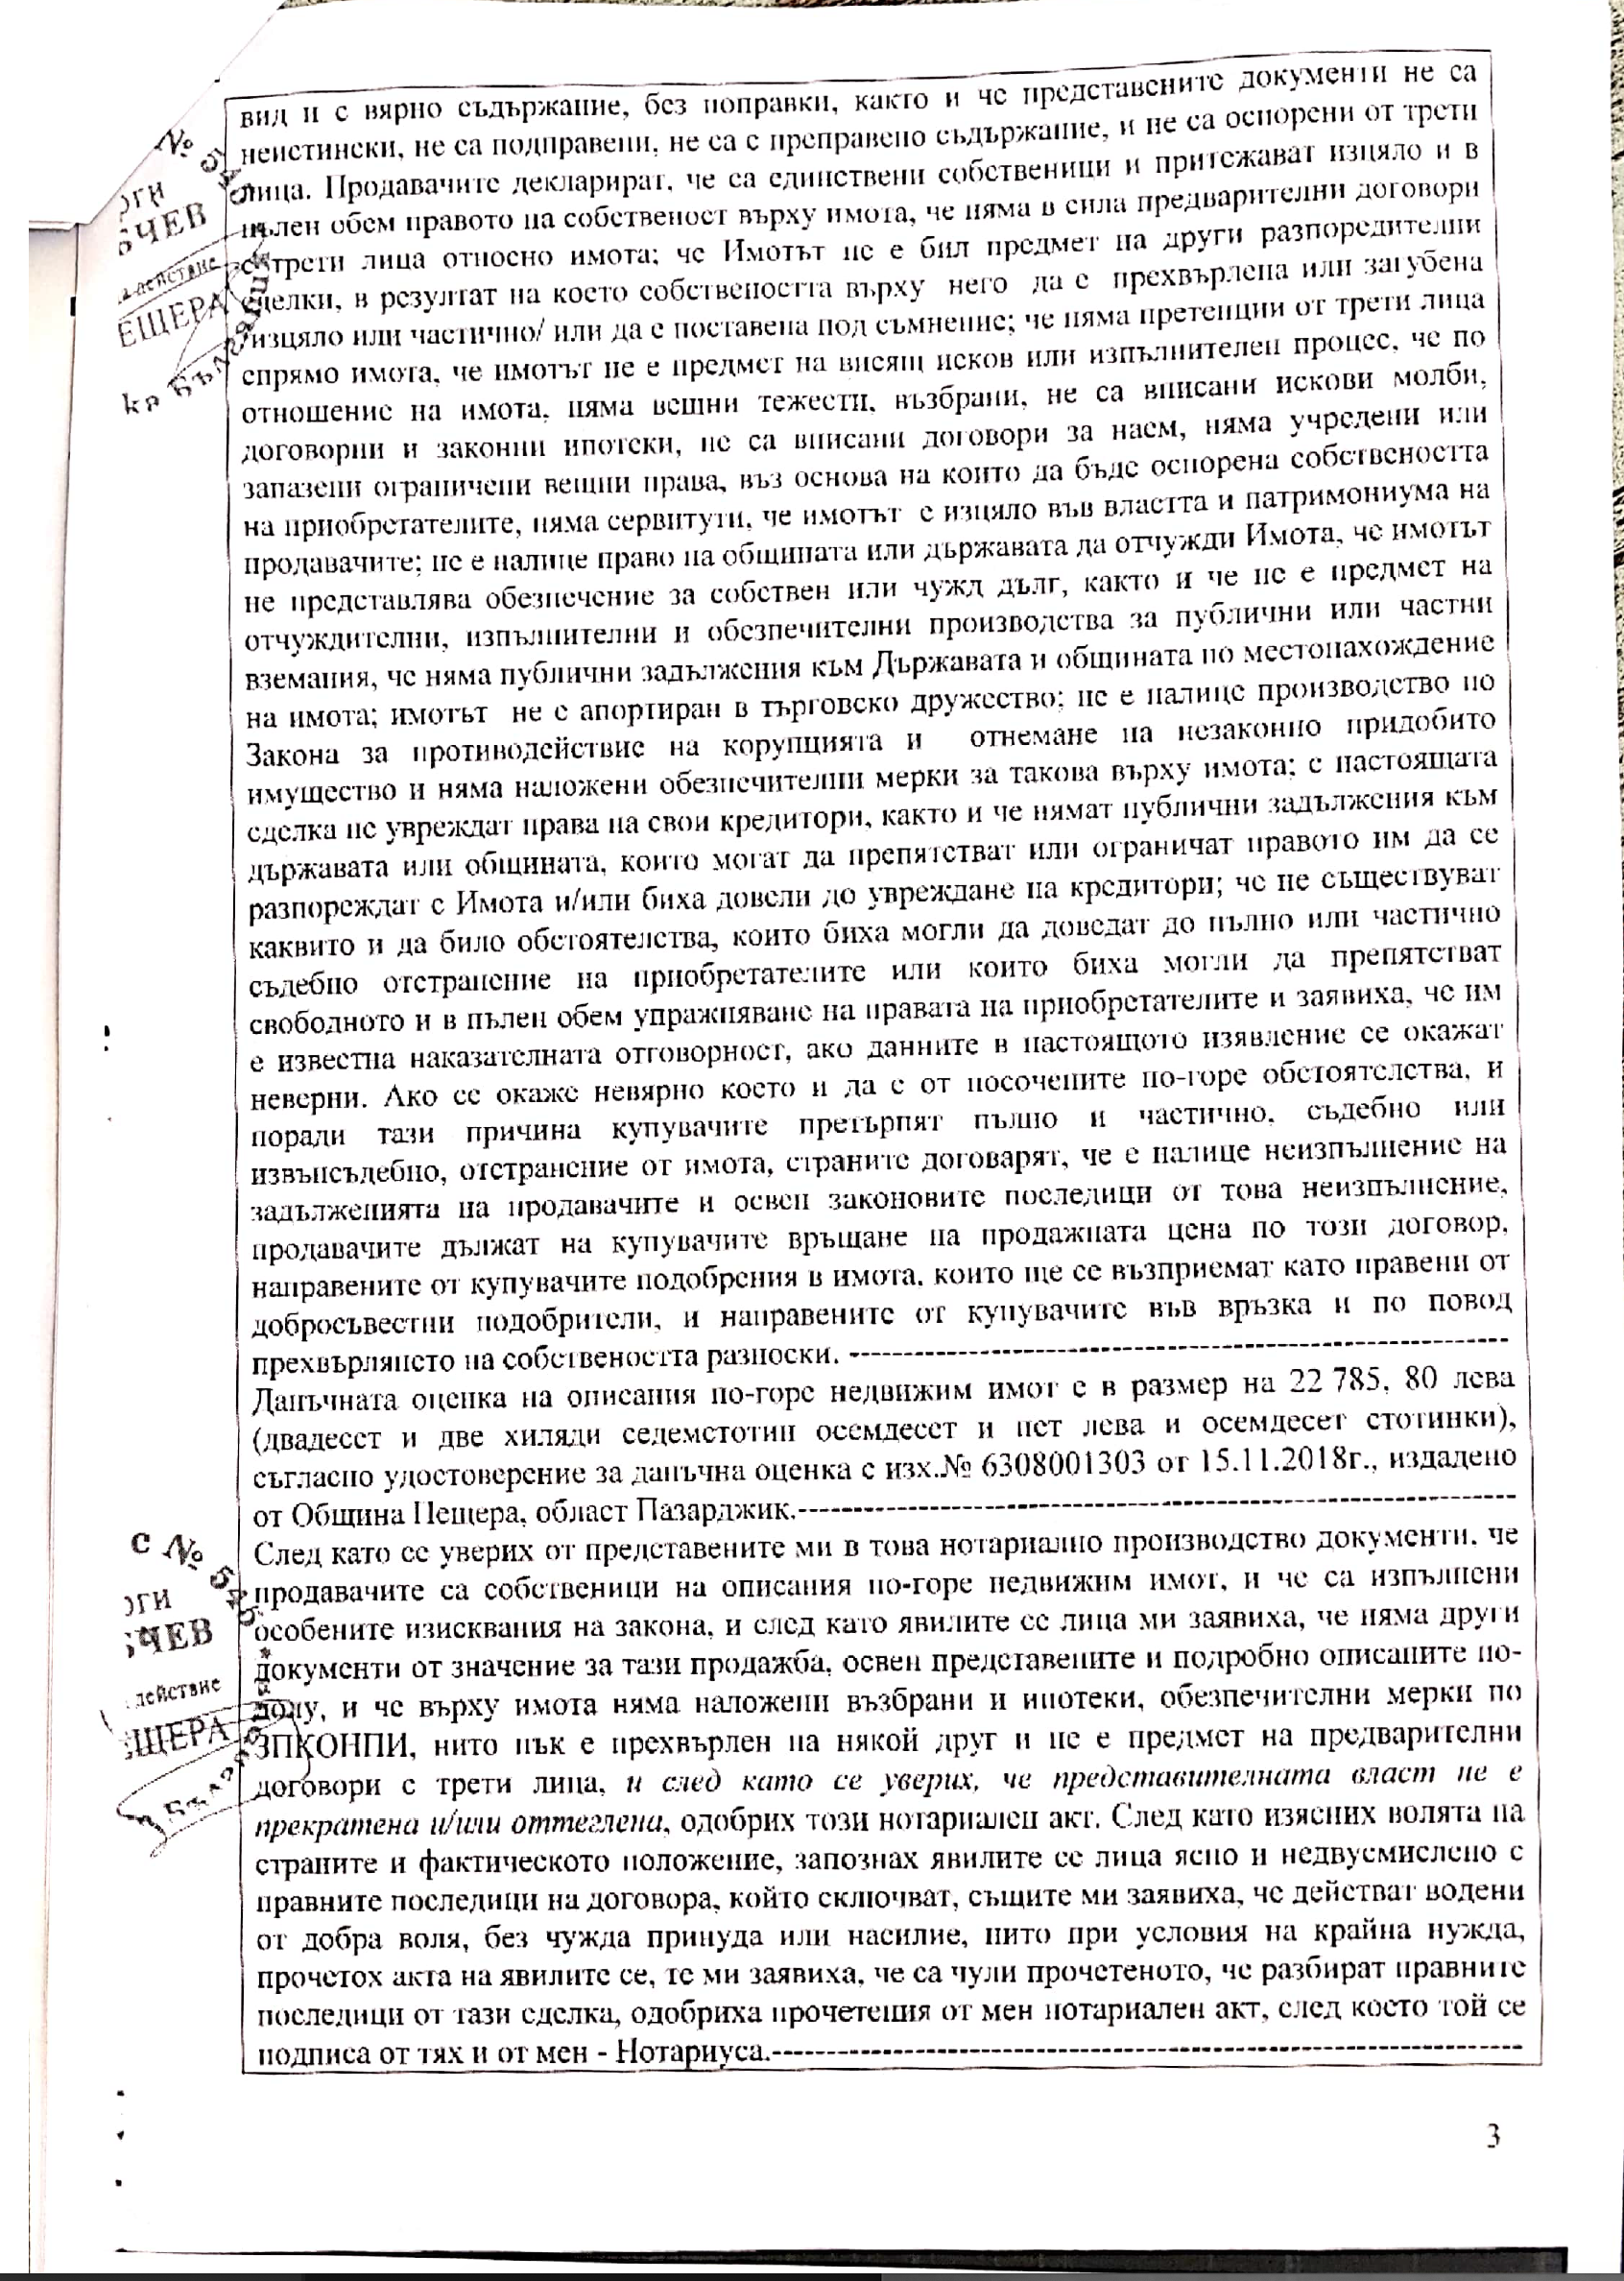 вид и с вярно съдържание, без поправки, както и че представените документи не са
неистински, не са подправени, не са с преправено съдържание, и не са оспорени от трети
лица. Продавачите декларират, че са единствени собственици и притежават изцяло и в
пълен обем правото на собственост върху имота, че няма в сила предварителни договори
с трети лица относно имота; че Имотът не е бил предмет на други разпоредителни
сделки, в резултат на което собствеността върху него да е прехвърлена или загубена
/изцяло или частично/ или да е поставена под съмнение; че няма претенции от трети лица
спрямо имота, че имотът не е предмет на висящ исков или изпълнителен процес, че по
отношение на имота, няма вещни тежести, възбрани, не са вписани искови молби,
договорни и законни ипотеки, не са вписани договори за наем, няма учредени или
запазени ограничени вещни права, въз основа на които да бъде оспорена собствеността
на приобретателите, няма сервитути, че имотът е изцяло във властта и патримониума на
продавачите; не е налице право на общината или държавата да отчужди Имота, че имотът
не представлява обезпечение за собствен или чужд дълг, както и че не е предмет на
отчуждителни, изпълнителни и обезпечителни производства за публични или частни
вземания, че няма публични задължения към Държавата и общината по местонахождение
на имота; имотът не е апортиран в търговско дружество; не е налице производство по
Закона за противодействие на корупцията и отнемане на незаконно придобито
имущество и няма наложени обезпечителни мерки за такова върху имота; с настоящата
сделка не увреждат права на свои кредитори, както и че нямат публични задължения към
държавата или общината, които могат да препятстват или ограничат правото им да се
разпореждат с Имота и/или биха довели до увреждане на кредитори; че не съществуват
каквито и да било обстоятелства, които биха могли да доведат до пълно или частично
съдебно отстранение на приобретателите или които биха могли да препятстват
свободното и в пълен обем упражняване на правата на приобретателите и заявиха, че им
е известна наказателната отговорност, ако данните в настоящото изявление се окажат
неверни. Ако се окаже невярно което и да е от посочените по-горе обстоятелства, и
поради тази причина купувачите претърпят пълно и частично, съдебно или
извънсъдебно, отстранение от имота, страните договарят, че е налице неизпълнение на
задълженията на продавачите и освен законовите последици от това неизпълнение,
продавачите дължат на купувачите връщане на продажната цена по този договор,
направените от купувачите подобрения в имота, които ще се възприемат като правени от
добросъвестни подобрители, и направените от купувачите във връзка и по повод
прехвърлянето на собствеността разноски. ------------------------------------------------
Данъчната оценка на описания по-горе недвижим имот е в размер на 22 785, 80 лева
(двадесет и две хиляди седемстотин осемдесет и пет лева и осемдесет стотинки),
съгласно удостоверение за данъчна оценка с изх.№ 6308001303 от 15.11.2018г., издадено
от Община Пещера, област Пазарджик.----------------------------------------------------
След като се уверих от представените ми в това нотариално производство документи, че
продавачите са собственици на описания по-горе недвижим имот, и че са изпълнени
особените изисквания на закона, и след като явилите се лица ми заявиха, че няма други
документи от значение за тази продажба, освен представените и подробно описаните по-
долу, и че върху имота няма наложени възбрани и ипотеки, обезпечителни мерки по
ЗПКОНПИ, нито пък е прехвърлен на някой друг и не е предмет на предварителни
договори с трети лица, и след като се уверих, че представителната власт не е
прекратена и/или оттеглена, одобрих този нотариален акт. След като изясних волята на
страните и фактическото положение, запознах явилите се лица ясно и недвусмислено с
правните последици на договора, който сключват, същите ми заявиха, че действат водени
от добра воля, без чужда принуда или насилие, нито при условия на крайна нужда,
прочетох акта на явилите се, те ми заявиха, че са чули прочетеното, че разбират правните
последици от тази сделка, одобриха прочетения от мен нотариален акт, след което той се
подписа от тях и от мен - Нотариуса.----------------------------------------------------
3